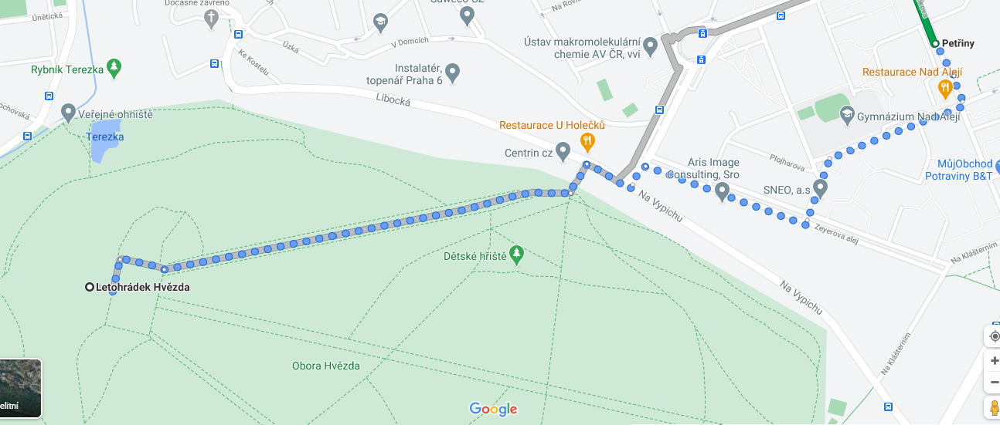 Dočasně zavřeno
Únětická
Úzká
Ke Kostelu
V Domcích
Na Rovni
Ústav makromolekulární
chemie AV ČR, vvi
Petřiny
Rybník Terezka
Instalatér,
topenář Praha 6
Restaurace Nad Alejí
Libocká
Veřejné ohniště
Gymnázium Nad Alejí
Restaurace U Holečků
Terezka
Centrin cz
Plojharova
Aris Image
Consulting, Sro
MůjObchod
Potraviny B&T
SNEO, a.s
Na Vypichu
Zeyerova alej
Na Klášterním
Dětské hřiště
Letohrádek Hvězda
Na Vypichu
Na Klášterním
Obora Hvězda
Google
elitní